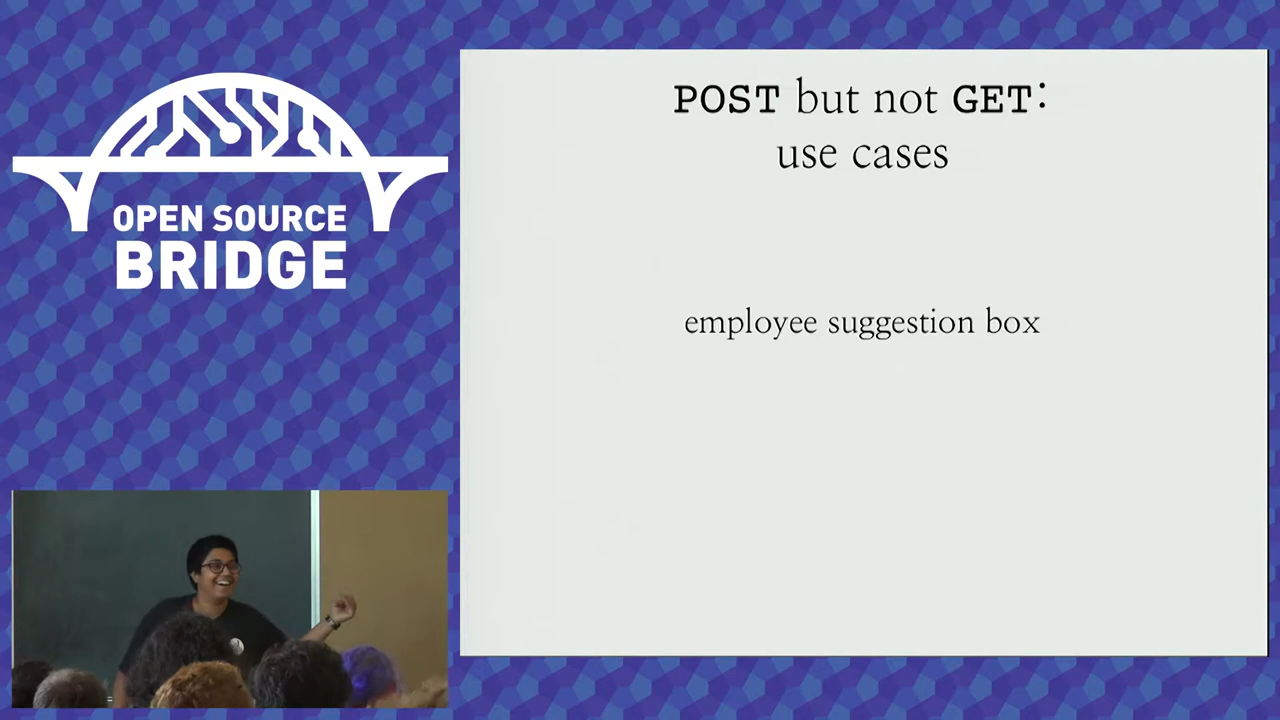 OPEN SOURCE
BRIDGE
POST but not GET:
use cases
employee suggestion box